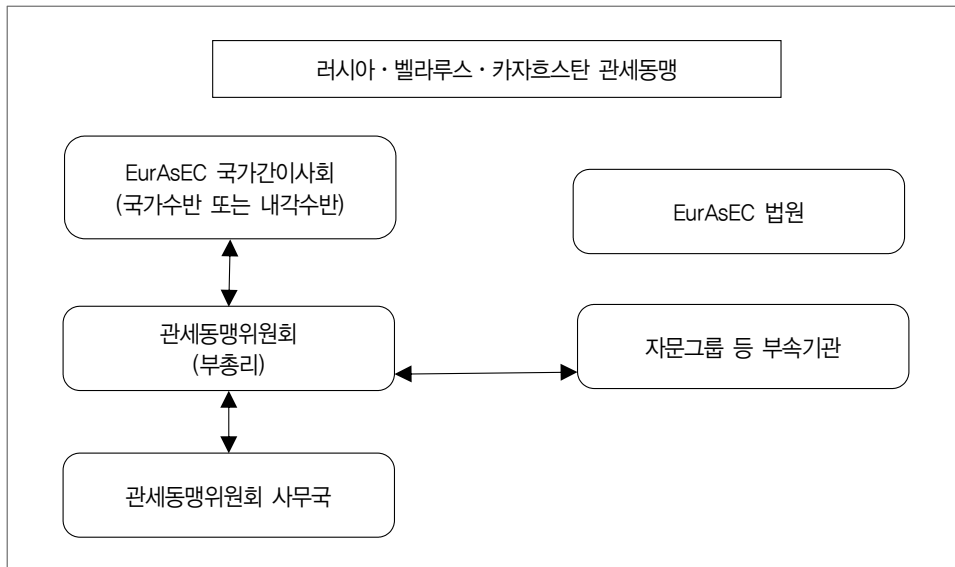 러시아·벨라루스·카자흐스탄 관세동맹
EurAsEC 국가간이사회
(국가수반 또는 내각수반)
EurAsEC 법원
관세동맹위원회
(부총리)
자문그룹 등 부속기관
관세동맹위원회 사무국